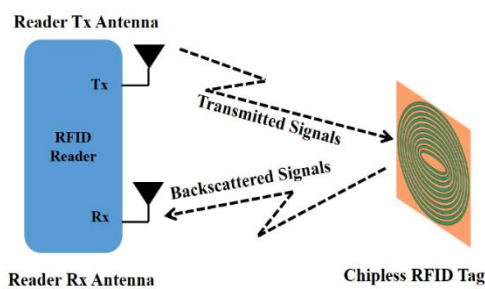 Reader Tx Antenna
Tx
Transmitted Signals
RFID
Reader
Backscattered Signals
Rx
Reader Rx Antenna
Chipless RFID Tag